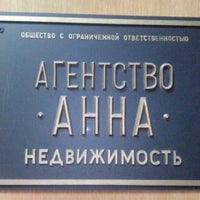 ОБЩЕСТВО С ОГРАНИЧЕННОЙ ОТВЕТСТВЕННОСТЬЮ
АГЕНТСТВО
· АННА ·
НЕДВИЖИМОСТЬ